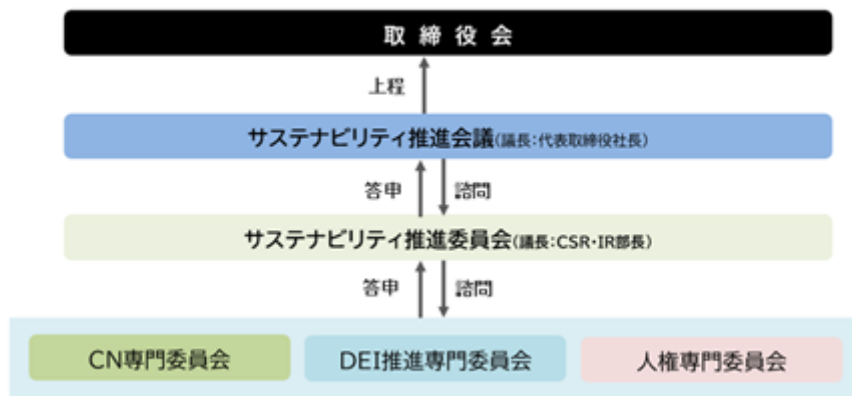 取締役会
上程
サステナビリティ推進会議(議長:代表取締役社長)
答申 諮問
サステナビリティ推進委員会(議長:CSR・IR部長)
答申 諮問
CN専門委員会 DEI推進専門委員会 人権専門委員会